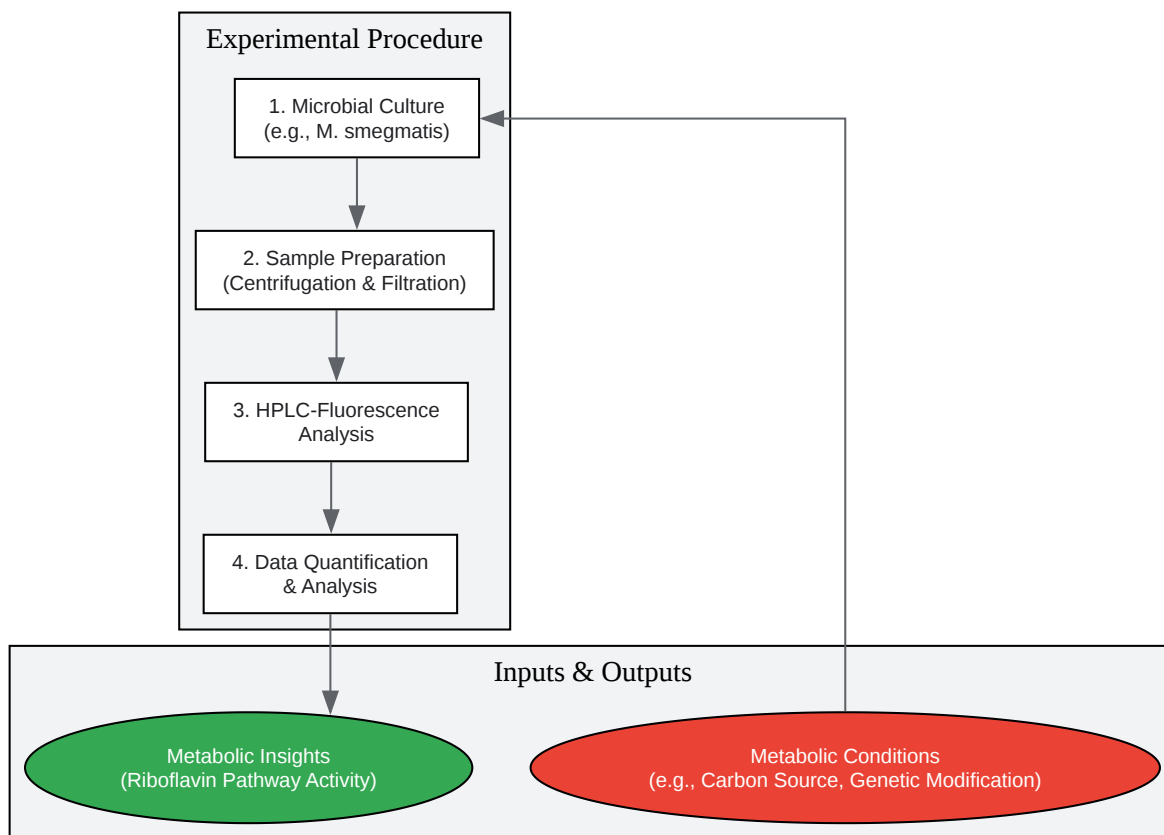 Experimental Procedure
1. Microbial Culture
(e.g., M. smegmatis)
2. Sample Preparation
(Centrifugation & Filtration)
3. HPLC-Fluorescence
Analysis
4. Data Quantification
& Analysis
Inputs & Outputs
Metabolic Insights
(Riboflavin Pathway Activity)
Metabolic Conditions
(e.g., Carbon Source, Genetic Modification)